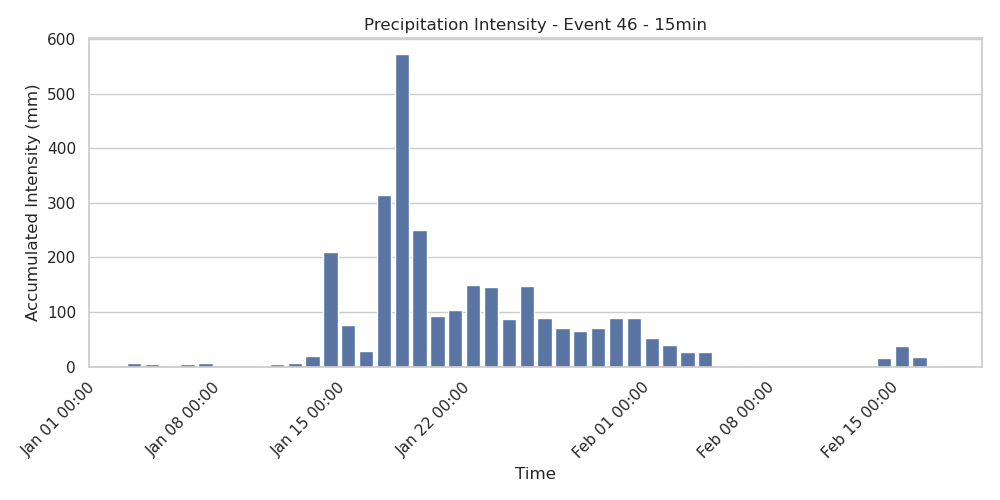 Precipitation Intensity - Event 46 - 15min
Accumulated Intensity (mm)
600
500
400
300
200
100
0
Jan 01 00:00
Jan 08 00:00
Jan 15 00:00
Jan 22 00:00
Feb 01 00:00
Feb 08 00:00
Feb 15 00:00
Time